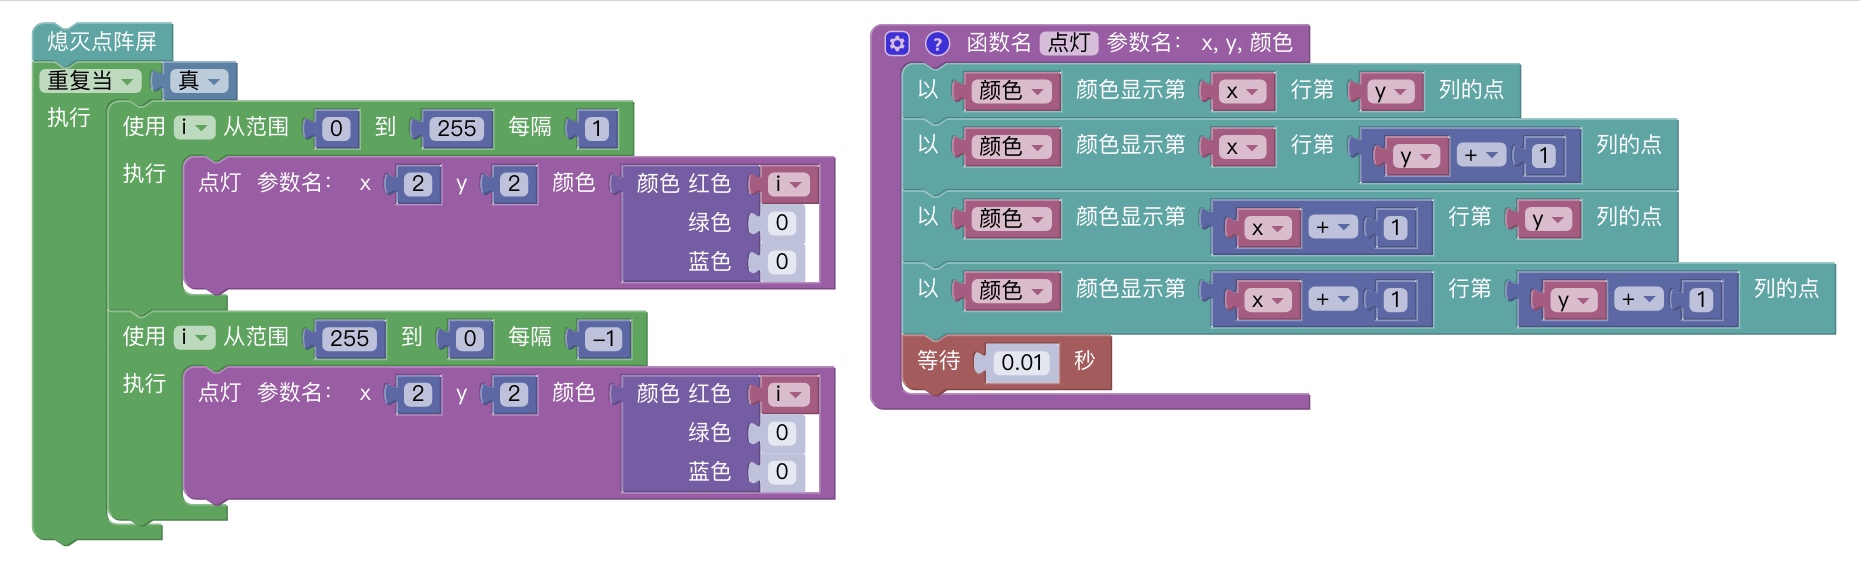 熄灭点阵屏
重复当 真
执行
使用 i 从范围 0 到 255 每隔 1
执行
点灯 参数名： x 2 y 2 颜色 颜色 红色 i
绿色 0
蓝色 0
使用 i 从范围 255 到 0 每隔 −1
执行
点灯 参数名： x 2 y 2 颜色 颜色 红色 i
绿色 0
蓝色 0
? 函数名 点灯 参数名： x, y, 颜色
以 颜色 颜色显示第 x 行第 y 列的点
以 颜色 颜色显示第 x 行第 y + 1 列的点
以 颜色 颜色显示第 x + 1 行第 y 列的点
以 颜色 颜色显示第 x + 1 行第 y + 1 列的点
等待 0.01 秒